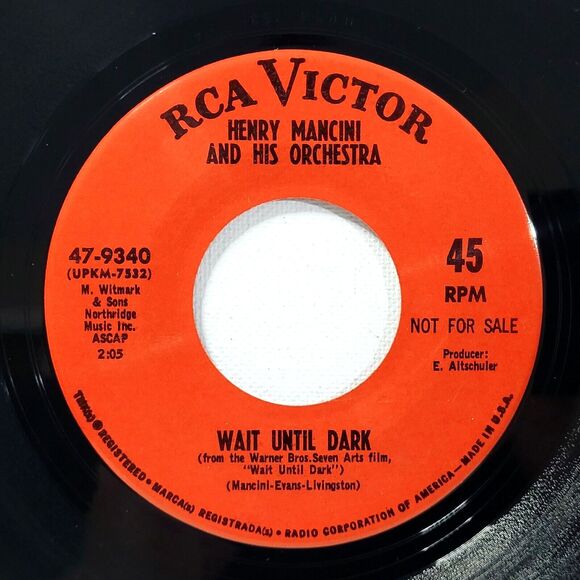 RCA VICTOR
HENRY MANCINI
AND HIS ORCHESTRA
47-9340
(UPKM-7532)
M. Witmark
& Sons
Northridge
Music Inc.
ASCAP
2:05
45
RPM
NOT FOR SALE
Producer:
E. Altschuler
WAIT UNTIL DARK
(from the Warner Bros.Seven Arts film,
"Wait Until Dark")
(Mancini-Evans-Livingston)
TMK(s) ® REGISTERED • MARCA(s) REGISTRADA(s) • RADIO CORPORATION OF AMERICA—MADE IN U.S.A.